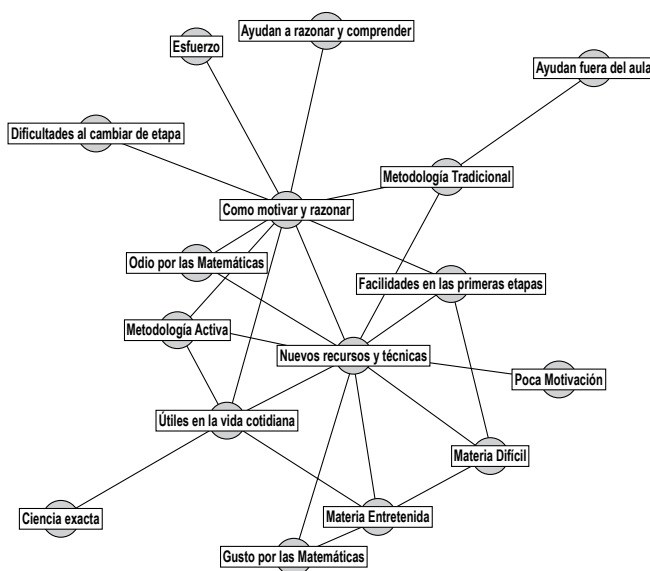 Ayudan a razonar y comprender
Esfuerzo
Ayudan fuera del aula
Dificultades al cambiar de etapa
Metodología Tradicional
Como motivar y razonar
Odio por las Matemáticas
Facilidades en las primeras etapas
Metodología Activa
Nuevos recursos y técnicas
Poca Motivación
Útiles en la vida cotidiana
Materia Difícil
Ciencia exacta
Materia Entretenida
Gusto por las Matemáticas